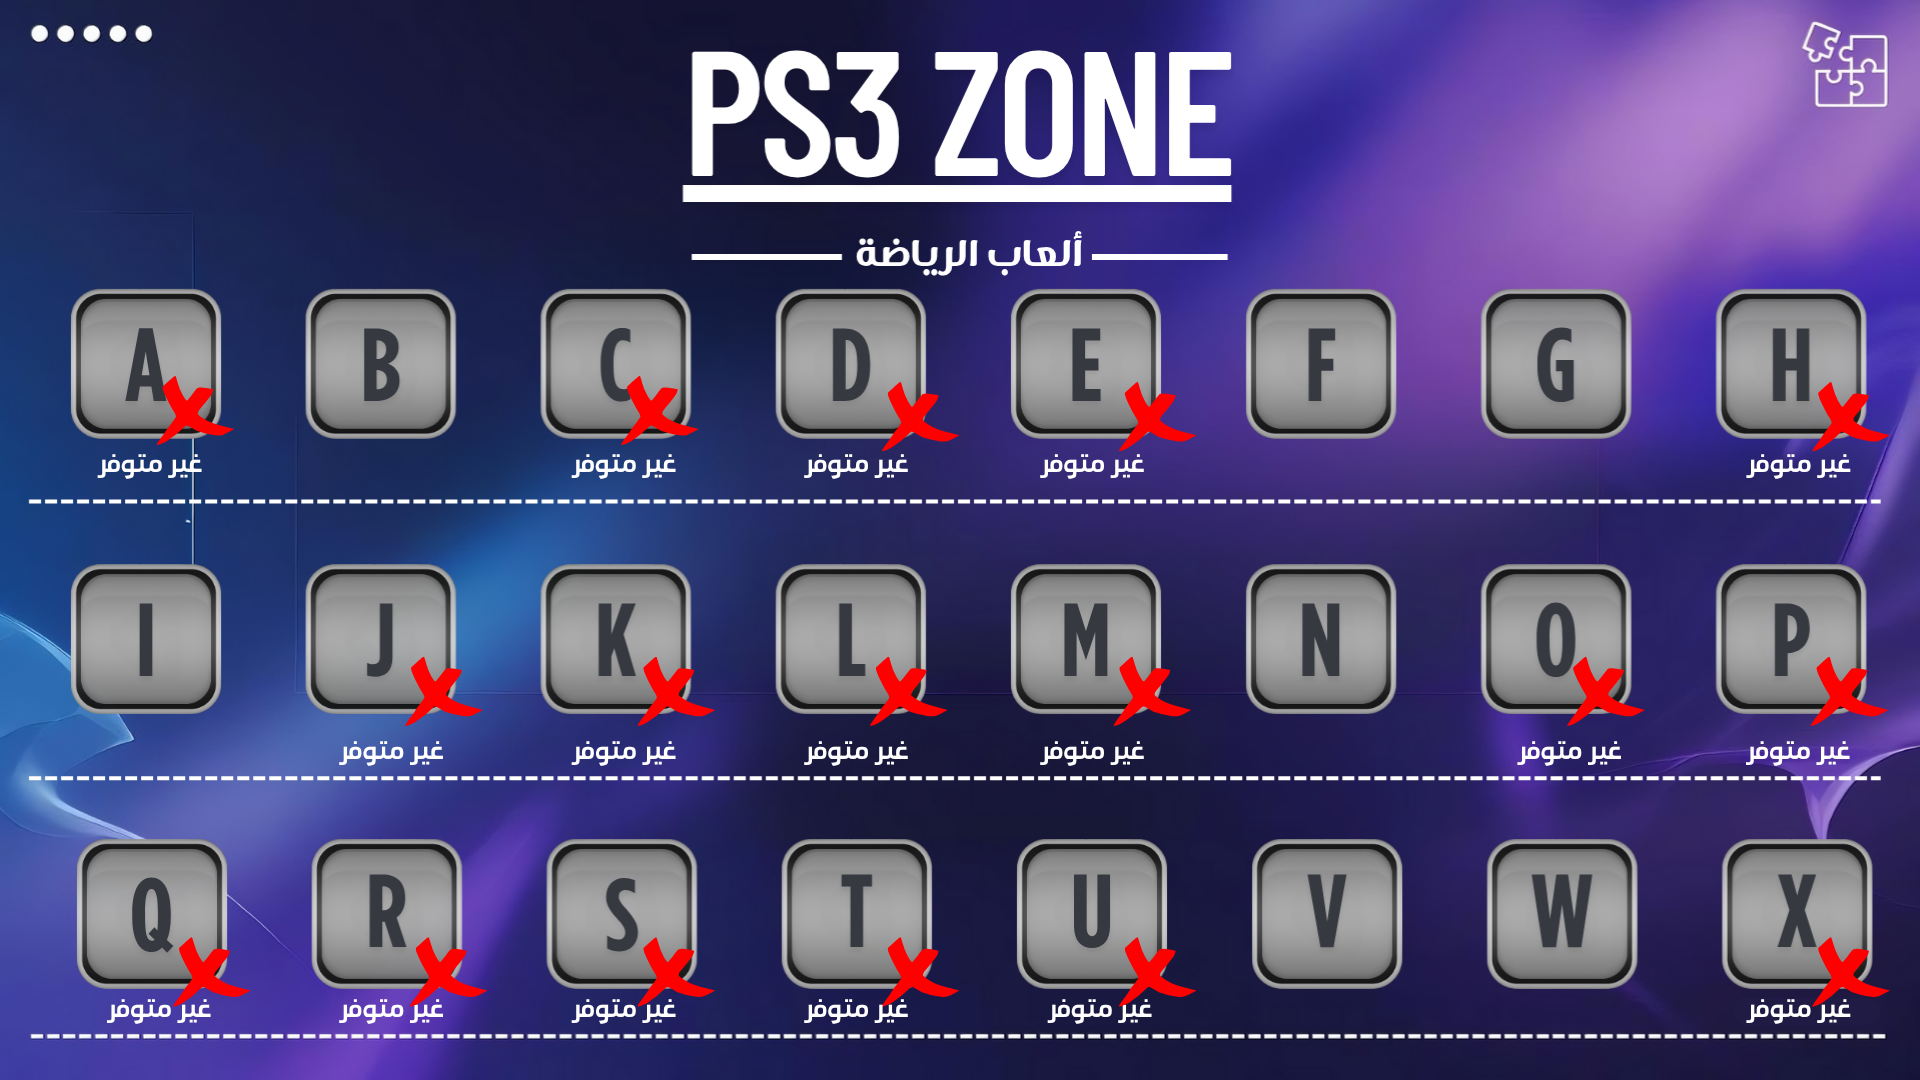 PS3 ZONE
ألعاب الرياضة
A B C D E F G H
غير متوفر غير متوفر غير متوفر غير متوفر غير متوفر
I J K L M N O P
غير متوفر غير متوفر غير متوفر غير متوفر غير متوفر غير متوفر
Q R S T U V W X
غير متوفر غير متوفر غير متوفر غير متوفر غير متوفر غير متوفر